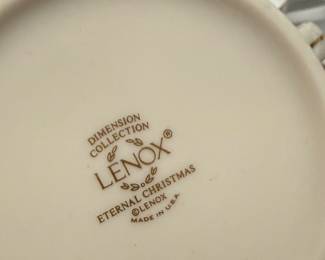 DIMENSION
COLLECTION
LENOX®
ETERNAL CHRISTMAS
©LENOX
MADE IN U.S.A.